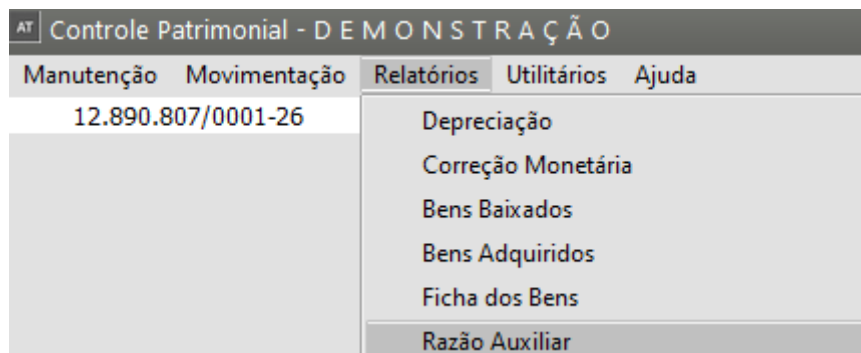 AT Controle Patrimonial - D E M O N S T R A Ç Ã O
Manutenção Movimentação Relatórios Utilitários Ajuda
12.890.807/0001-26
Depreciação
Correção Monetária
Bens Baixados
Bens Adquiridos
Ficha dos Bens
Razão Auxiliar